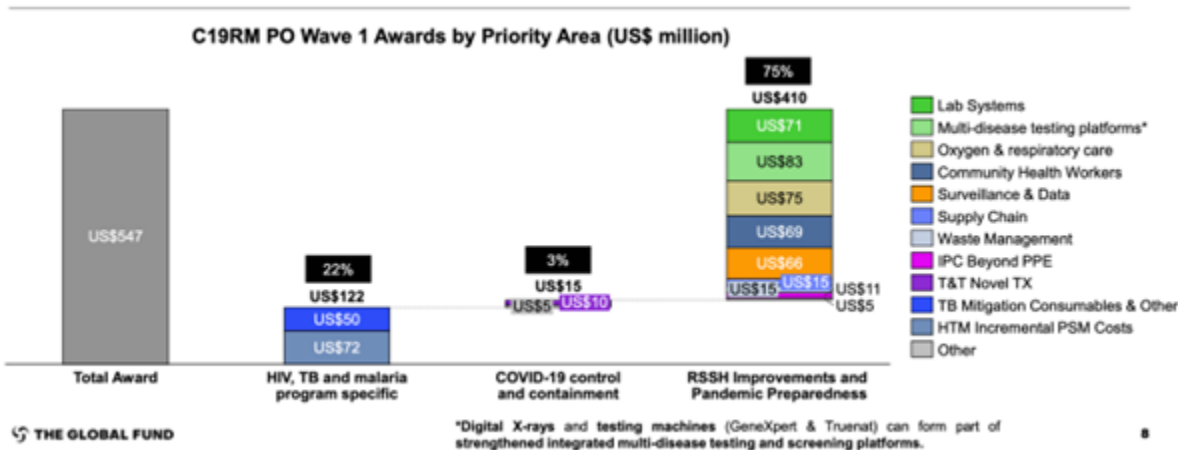 C19RM PO Wave 1 Awards by Priority Area (US$ million)
US$547
Total Award
22%
US$122
US$50
US$72
HIV, TB and malaria
program specific
3%
US$15
US$5
US$10
COVID-19 control
and containment
75%
US$410
US$71
US$83
US$75
US$69
US$66
US$15
US$15
US$11
US$5
RSSH Improvements and
Pandemic Preparedness
Lab Systems
Multi-disease testing platforms*
Oxygen & respiratory care
Community Health Workers
Surveillance & Data
Supply Chain
Waste Management
IPC Beyond PPE
T&T Novel TX
TB Mitigation Consumables & Other
HTM Incremental PSM Costs
Other
THE GLOBAL FUND
*Digital X-rays and testing machines (GeneXpert & Truenat) can form part of
strengthened integrated multi-disease testing and screening platforms.
8